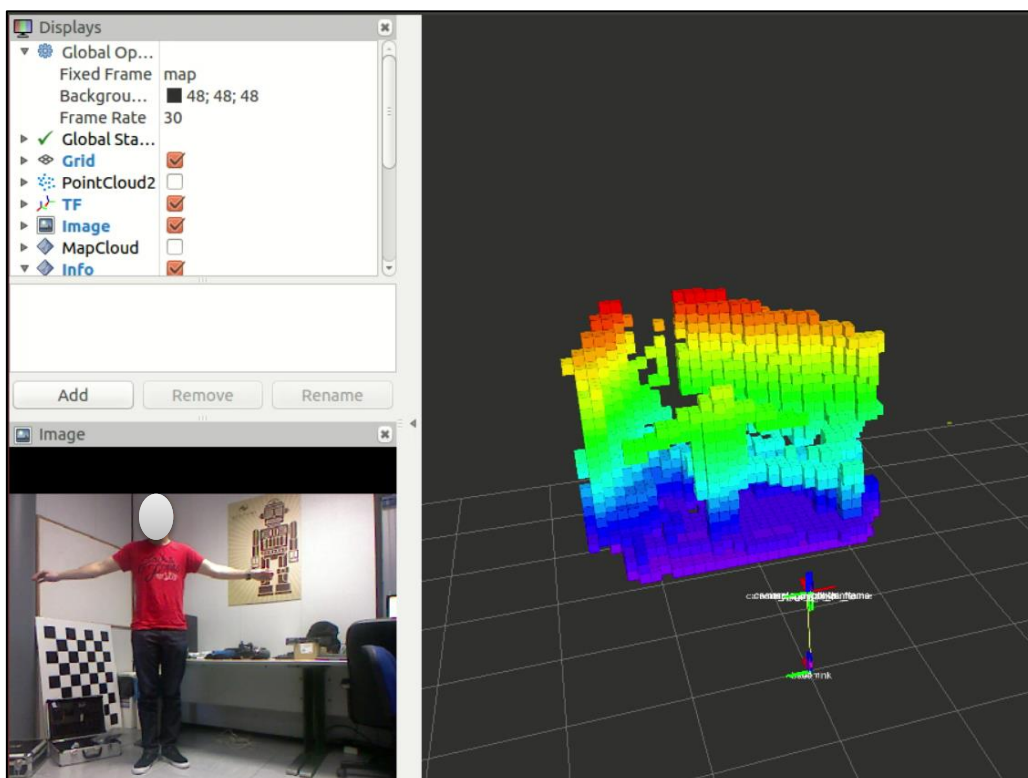 Displays
Global Op...
Fixed Frame map
Backgrou... 48; 48; 48
Frame Rate 30
Global Sta...
Grid
PointCloud2
TF
Image
MapCloud
Info
Add Remove Rename
Image